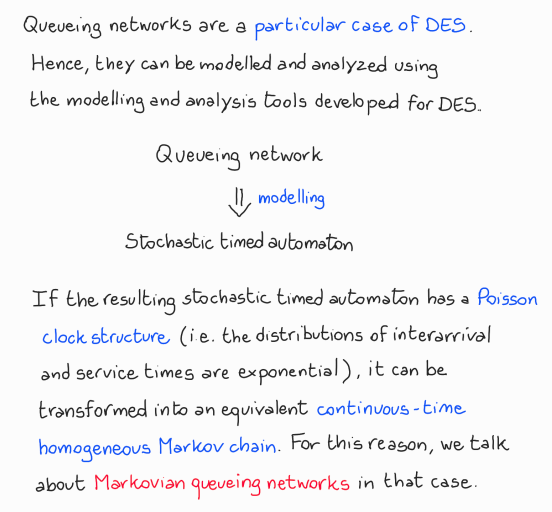 Queueing networks are a particular case of DES.
Hence, they can be modelled and analyzed using
the modelling and analysis tools developed for DES.
Queueing network
⇓ modelling
Stochastic timed automaton
If the resulting stochastic timed automaton has a Poisson
clock structure (i.e. the distributions of interarrival
and service times are exponential), it can be
transformed into an equivalent continuous-time
homogeneous Markov chain. For this reason, we talk
about Markovian queueing networks in that case.